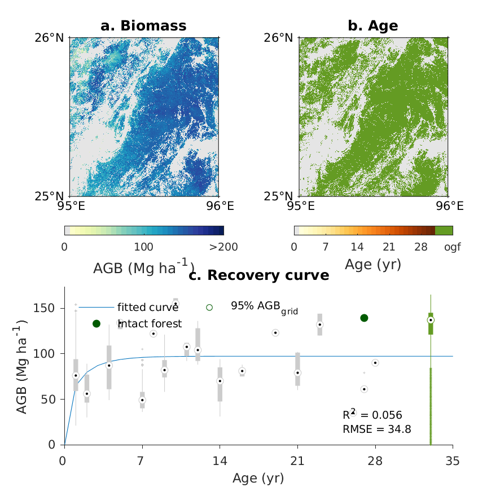 a. Biomass
b. Age
26°N
26°N
25°N
25°N
95°E
96°E
95°E
96°E
0
100
>200
0
7
14
21
28
ogf
AGB (Mg ha-1)
Age (yr)
c. Recovery curve
fitted curve
95% AGBgrid
intact forest
150
100
50
0
AGB (Mg ha-1)
R2 = 0.056
RMSE = 34.8
0
7
14
21
28
35
Age (yr)